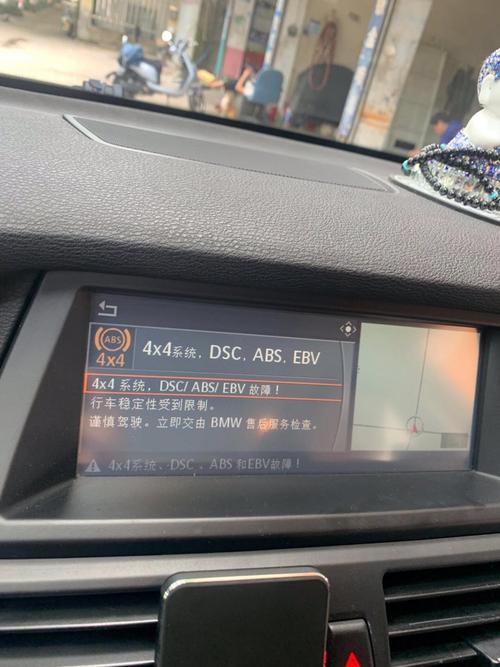 ABS
4x4
4x4系统，DSC，ABS，EBV
4x4 系统，DSC/ ABS/ EBV 故障！
行车稳定性受到限制。
谨慎驾驶。立即交由 BMW 售后服务检查。
4x4系统、DSC 、ABS 和EBV故障！